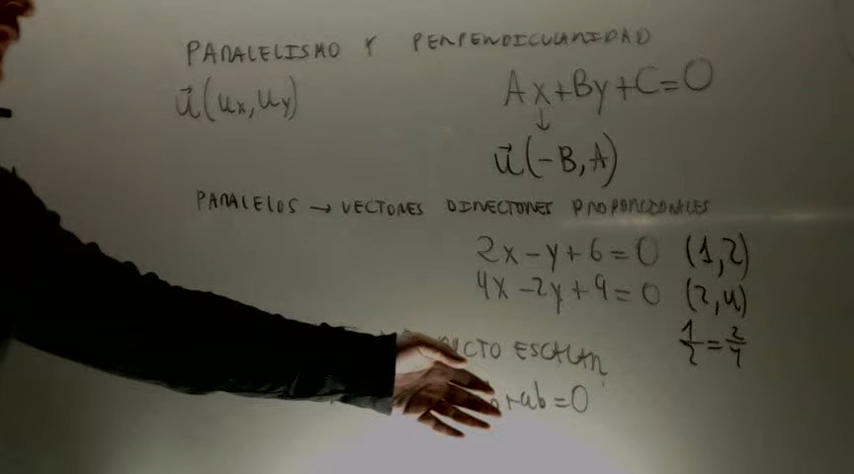 PARALELISMO Y PERPENDICULARIDAD
u⃗(ux,uy)
Ax+By+C=0
↓
u⃗(-B,A)
PARALELOS → VECTORES DIRECTORES PROPORCIONALES
2x-y+6=0 (1,2)
4x-2y+9=0 (2,4)
1/2=2/4
ESCALAR
=0